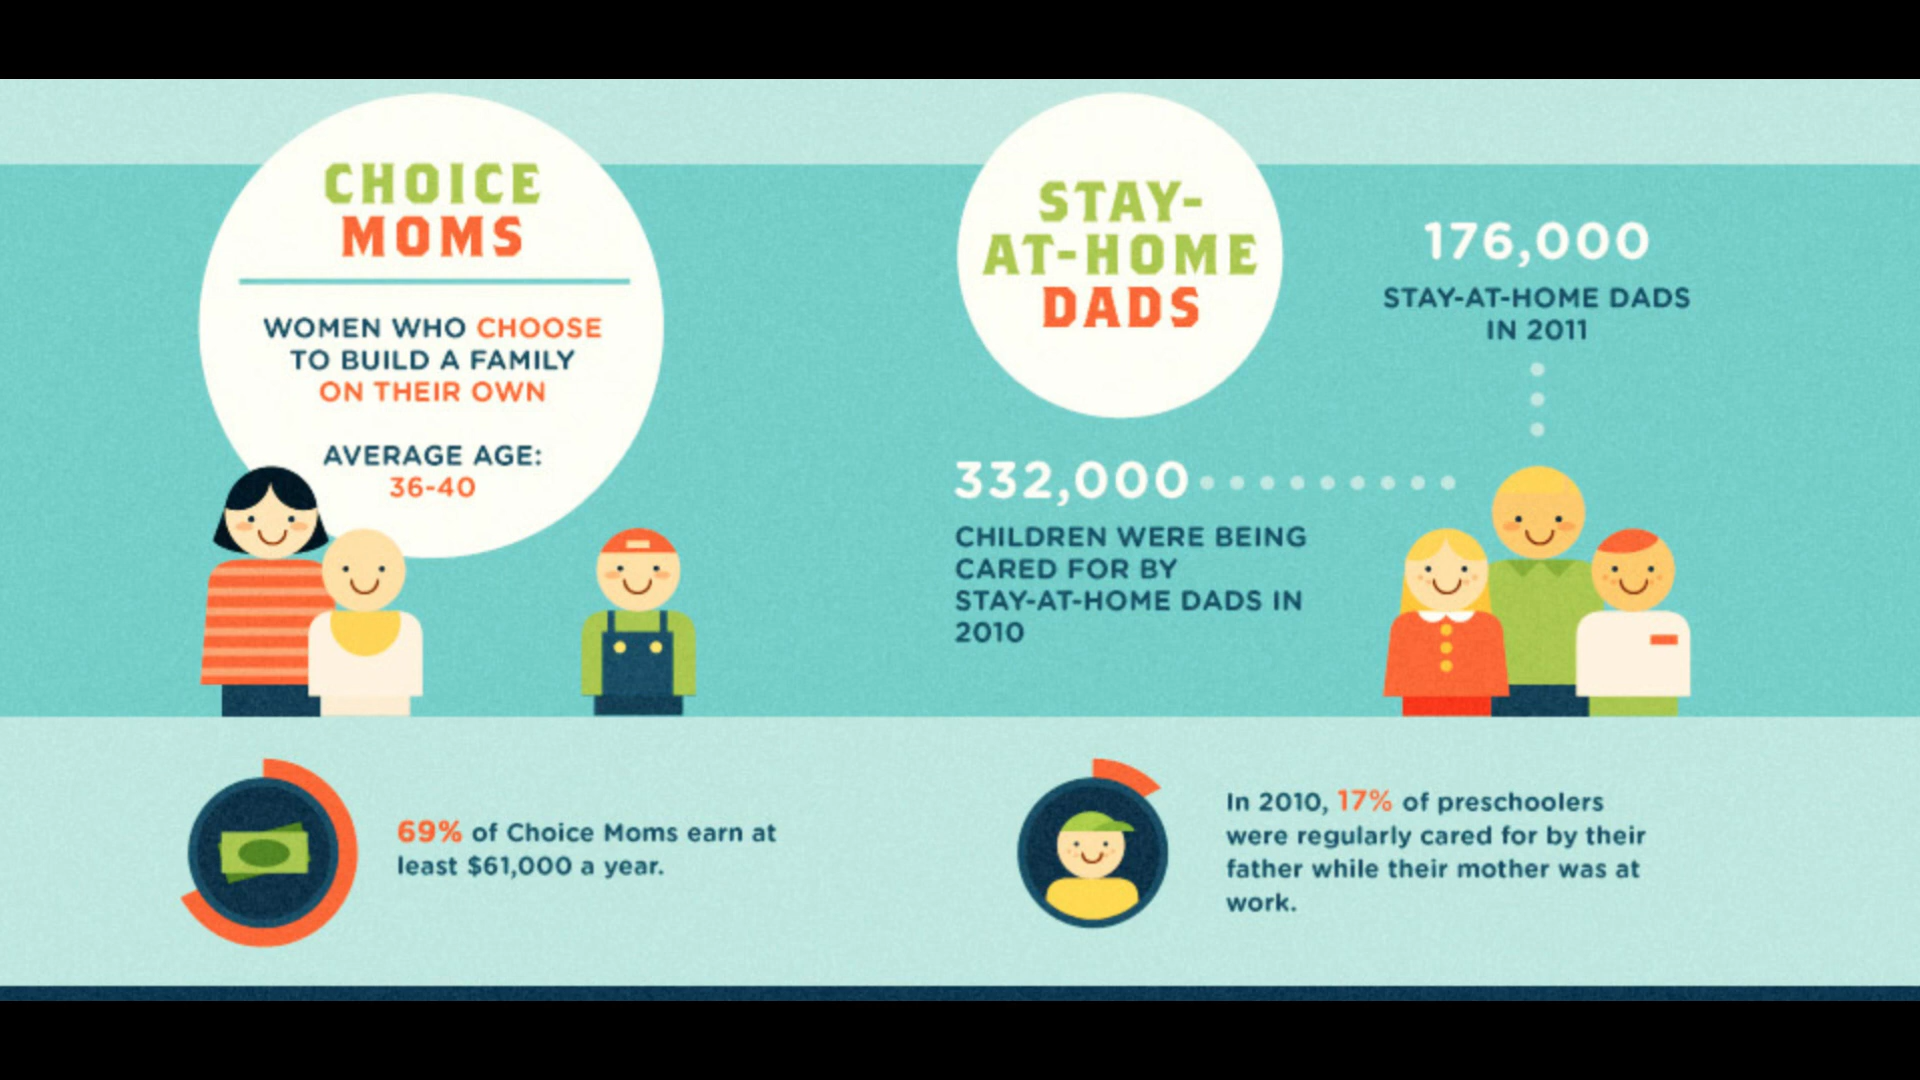 CHOICE
MOMS
WOMEN WHO CHOOSE
TO BUILD A FAMILY
ON THEIR OWN
AVERAGE AGE:
36-40
69% of Choice Moms earn at
least $61,000 a year.
STAY-
AT-HOME
DADS
176,000
STAY-AT-HOME DADS
IN 2011
332,000
CHILDREN WERE BEING
CARED FOR BY
STAY-AT-HOME DADS IN
2010
In 2010, 17% of preschoolers
were regularly cared for by their
father while their mother was at
work.